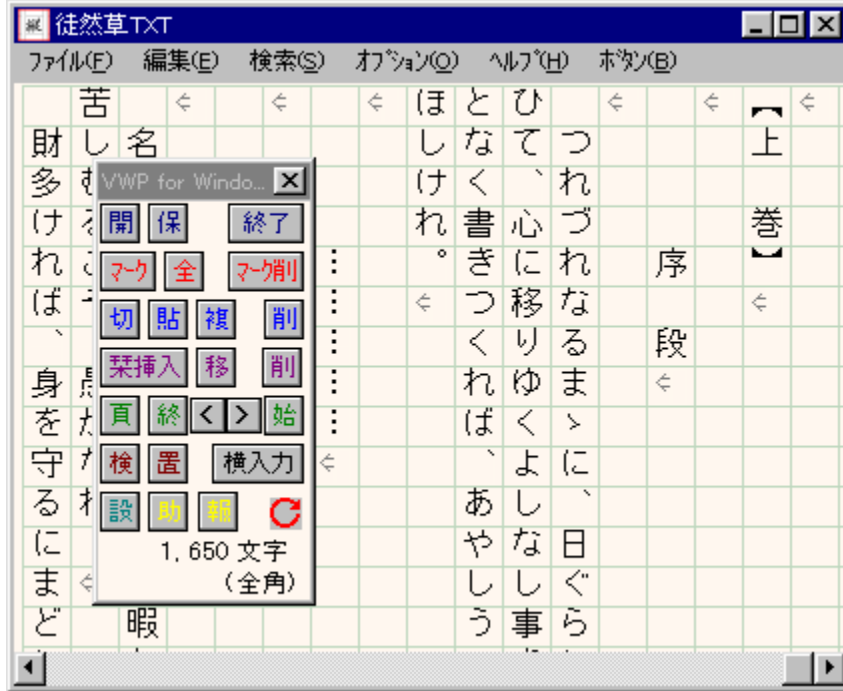 徒然草TXT
ファイル(F) 編集(E) 検索(S) オプション(O) ヘルプ(H) ボタン(B)
【上 巻】
序 段
つれづれなるまゝに、日ぐら
ひて、心に移りゆくよしなし事
となく書きつくれば、あやしう
ほしけれ。
…………
名 暇
苦し
財多ければ、身を守るにまど
VWP for Windo...
開 保 終了
マーク 全 マーク削
切 貼 複 削
栞挿入 移 削
頁 終 < > 始
検 置 横入力
設 助 報
1,650 文字
(全角)